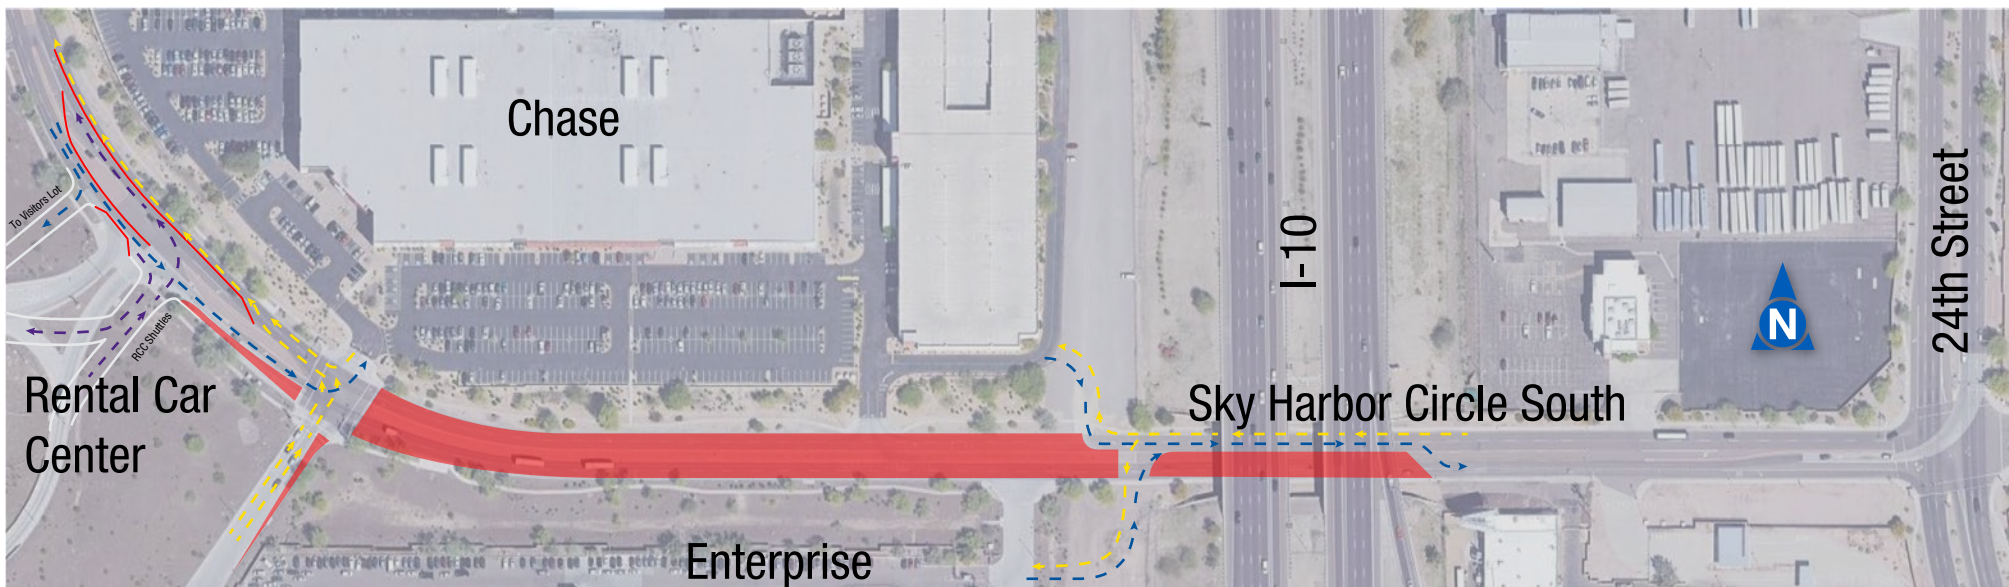 Chase
To Visitors Lot
I-10
24th Street
N
RCC Shuttles
Rental Car
Center
Sky Harbor Circle South
Enterprise